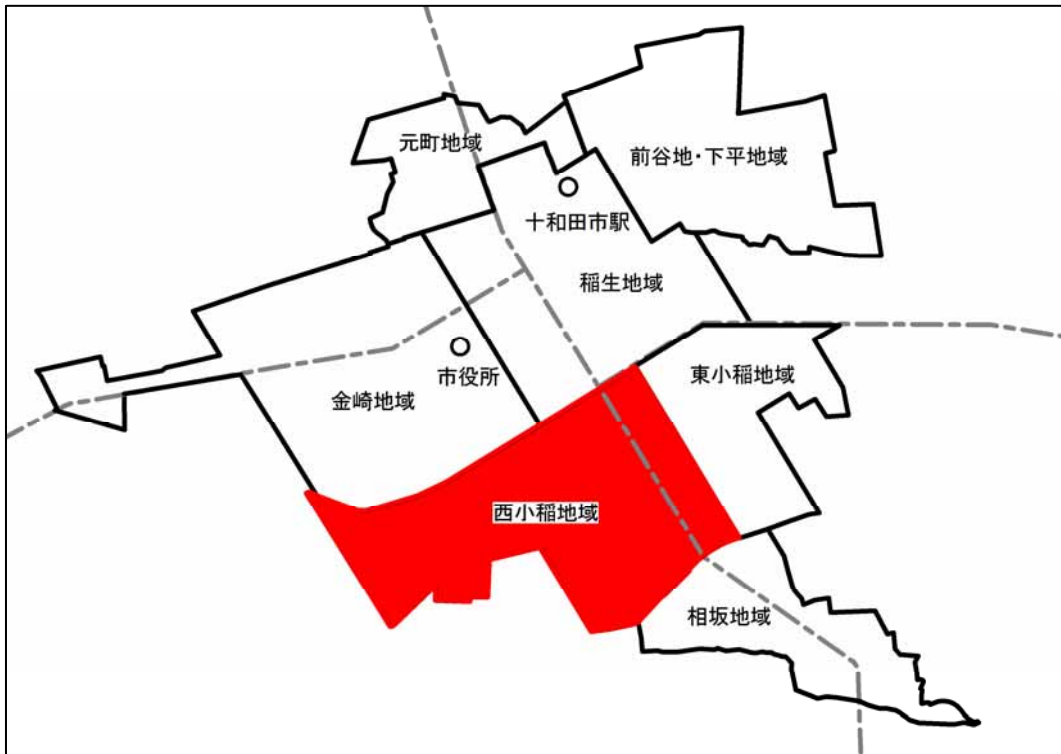 元町地域
前谷地・下平地域
十和田市駅
稲生地域
市役所
東小稲地域
金崎地域
西小稲地域
相坂地域